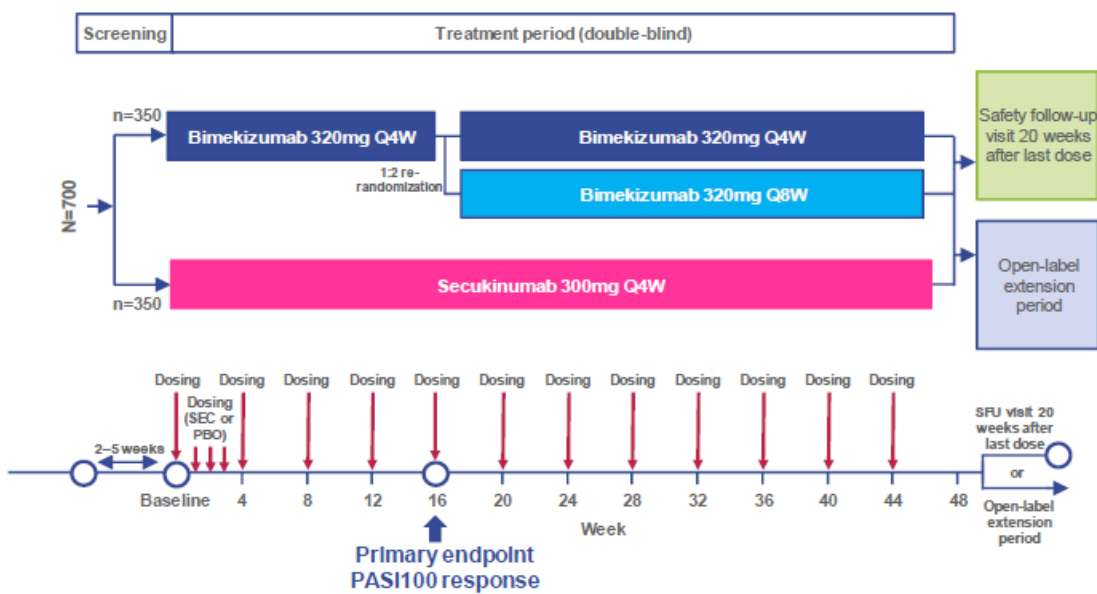 Screening
Treatment period (double-blind)
n=350
Bimekizumab 320mg Q4W
Bimekizumab 320mg Q4W
Safety follow-up
visit 20 weeks
after last dose
1:2 re-
randomization
Bimekizumab 320mg Q8W
N=700
Secukinumab 300mg Q4W
n=350
Open-label
extension
period
Dosing Dosing Dosing Dosing Dosing Dosing Dosing Dosing Dosing Dosing Dosing Dosing
Dosing
(SEC or
PBO)
2–5 weeks
SFU visit 20
weeks after
last dose
or
Open-label
extension
period
Baseline 4 8 12 16 20 24 28 32 36 40 44 48
Week
Primary endpoint
PASI100 response